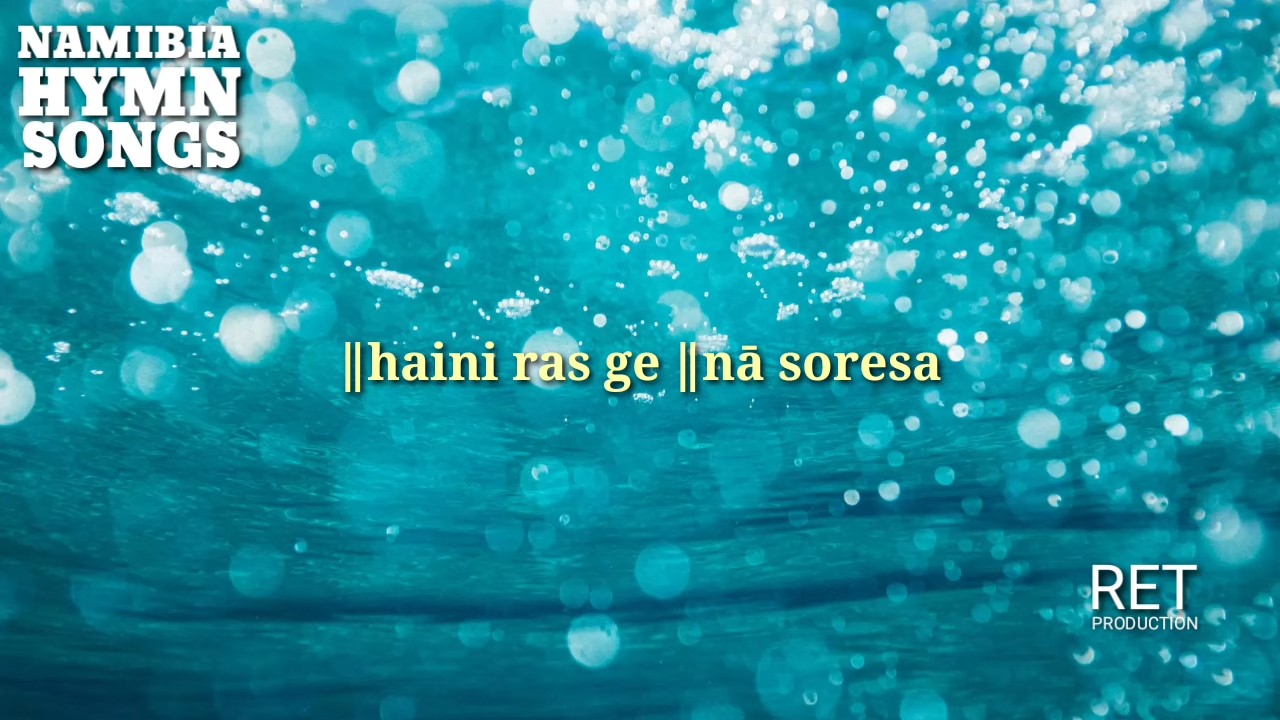 NAMIBIA
HYMN
SONGS
ǁhaini ras ge ǁnā soresa
RET
PRODUCTION